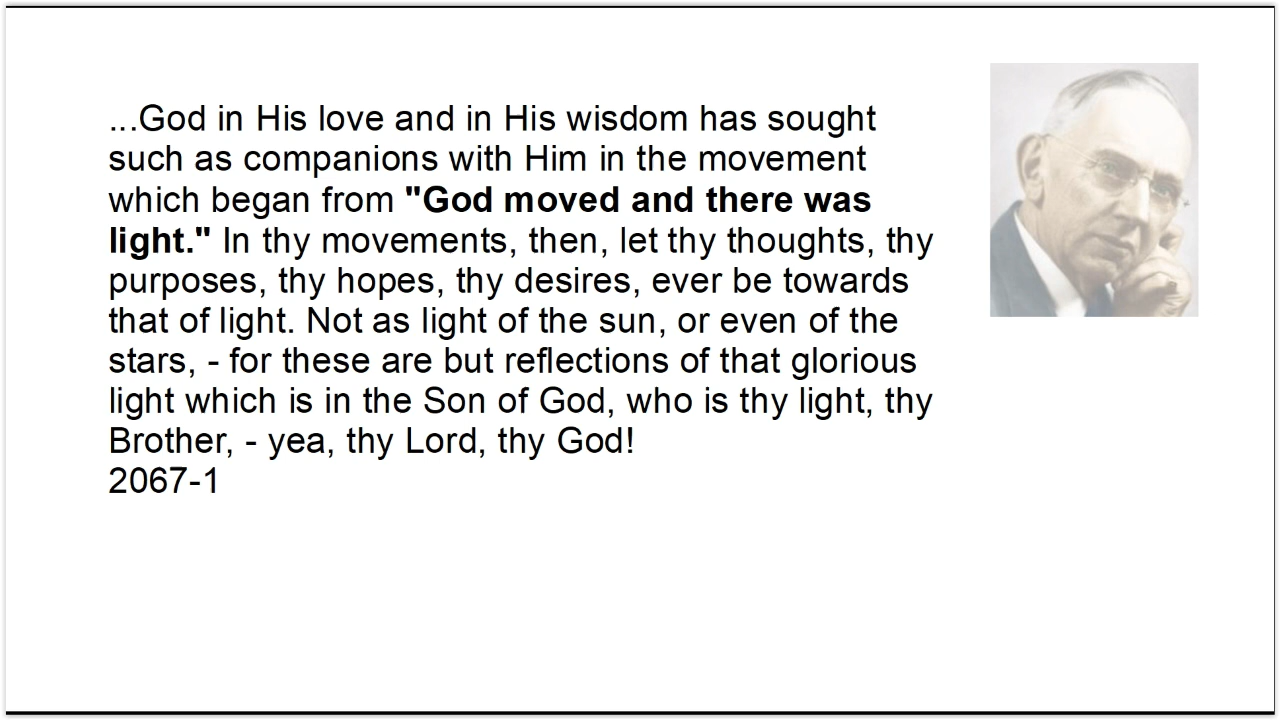 ...God in His love and in His wisdom has sought
such as companions with Him in the movement
which began from "God moved and there was
light." In thy movements, then, let thy thoughts, thy
purposes, thy hopes, thy desires, ever be towards
that of light. Not as light of the sun, or even of the
stars, - for these are but reflections of that glorious
light which is in the Son of God, who is thy light, thy
Brother, - yea, thy Lord, thy God!
2067-1